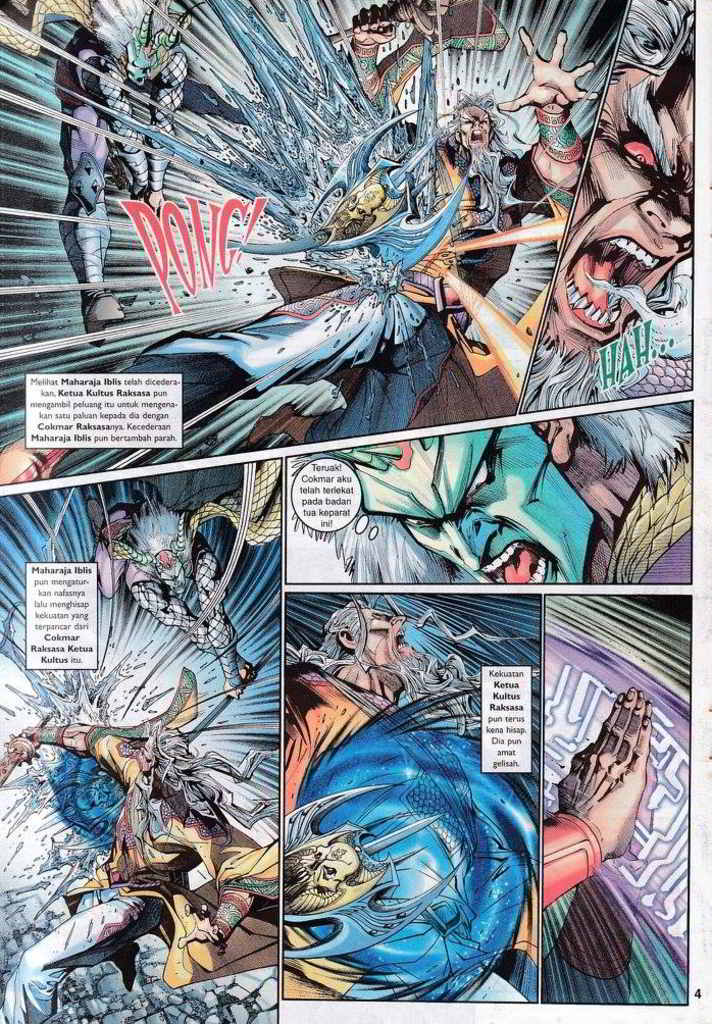 PONG!
HAH...
Melihat Maharaja Iblis telah dicedera-
kan, Ketua Kultus Raksasa pun
mengambil peluang itu untuk mengena-
kan satu paluan kepada dia dengan
Cokmar Raksasanya. Kecederaan
Maharaja Iblis pun bertambah parah.
Teruak!
Cokmar aku
telah terlekat
pada badan
tua keparat
ini!
Maharaja Iblis
pun mengatur-
kan nafasnya
lalu menghisap
kekuatan yang
terpancar dari
Cokmar
Raksasa Ketua
Kultus itu.
Kekuatan
Ketua
Kultus
Raksasa
pun terus
kena hisap.
Dia pun
amat
gelisah.
4